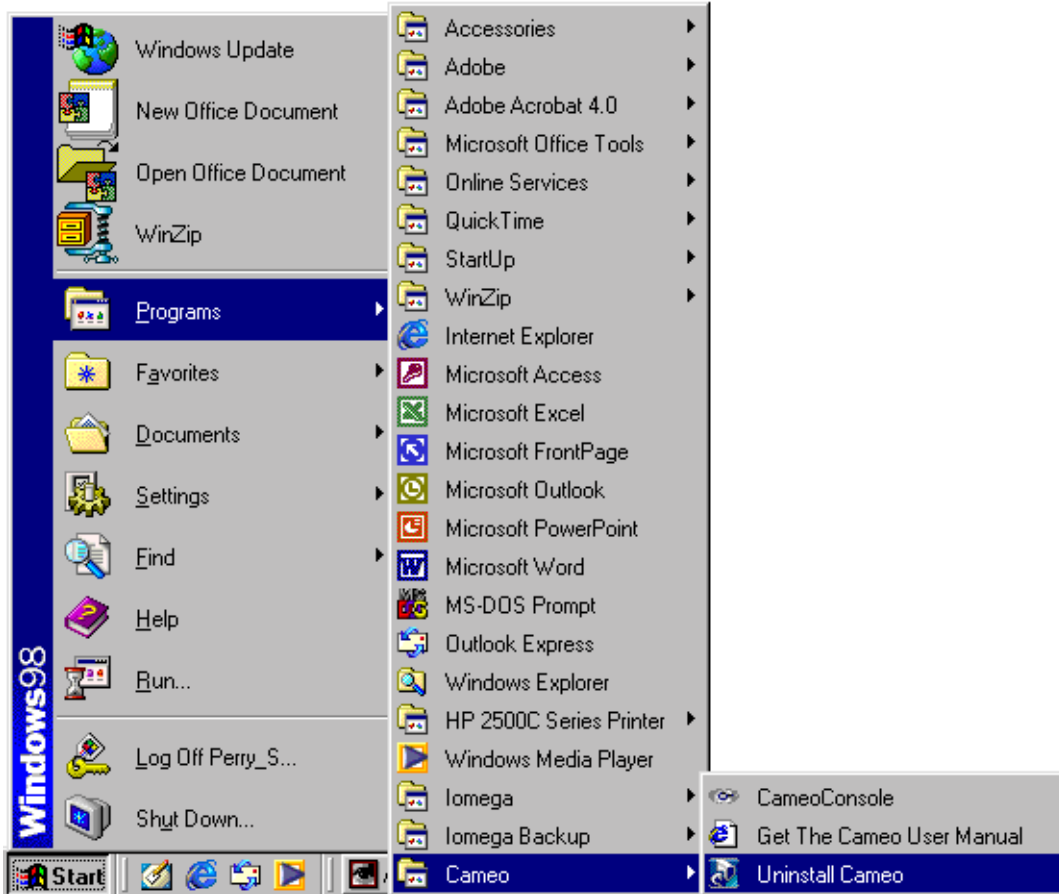 Windows Update
New Office Document
Open Office Document
WinZip
Programs
Favorites
Documents
Settings
Find
Help
Run...
Log Off Perry_S...
Shut Down...
Windows98
Start
Accessories
Adobe
Adobe Acrobat 4.0
Microsoft Office Tools
Online Services
QuickTime
StartUp
WinZip
Internet Explorer
Microsoft Access
Microsoft Excel
Microsoft FrontPage
Microsoft Outlook
Microsoft PowerPoint
Microsoft Word
MS-DOS Prompt
Outlook Express
Windows Explorer
HP 2500C Series Printer
Windows Media Player
Iomega
Iomega Backup
Cameo
CameoConsole
Get The Cameo User Manual
Uninstall Cameo